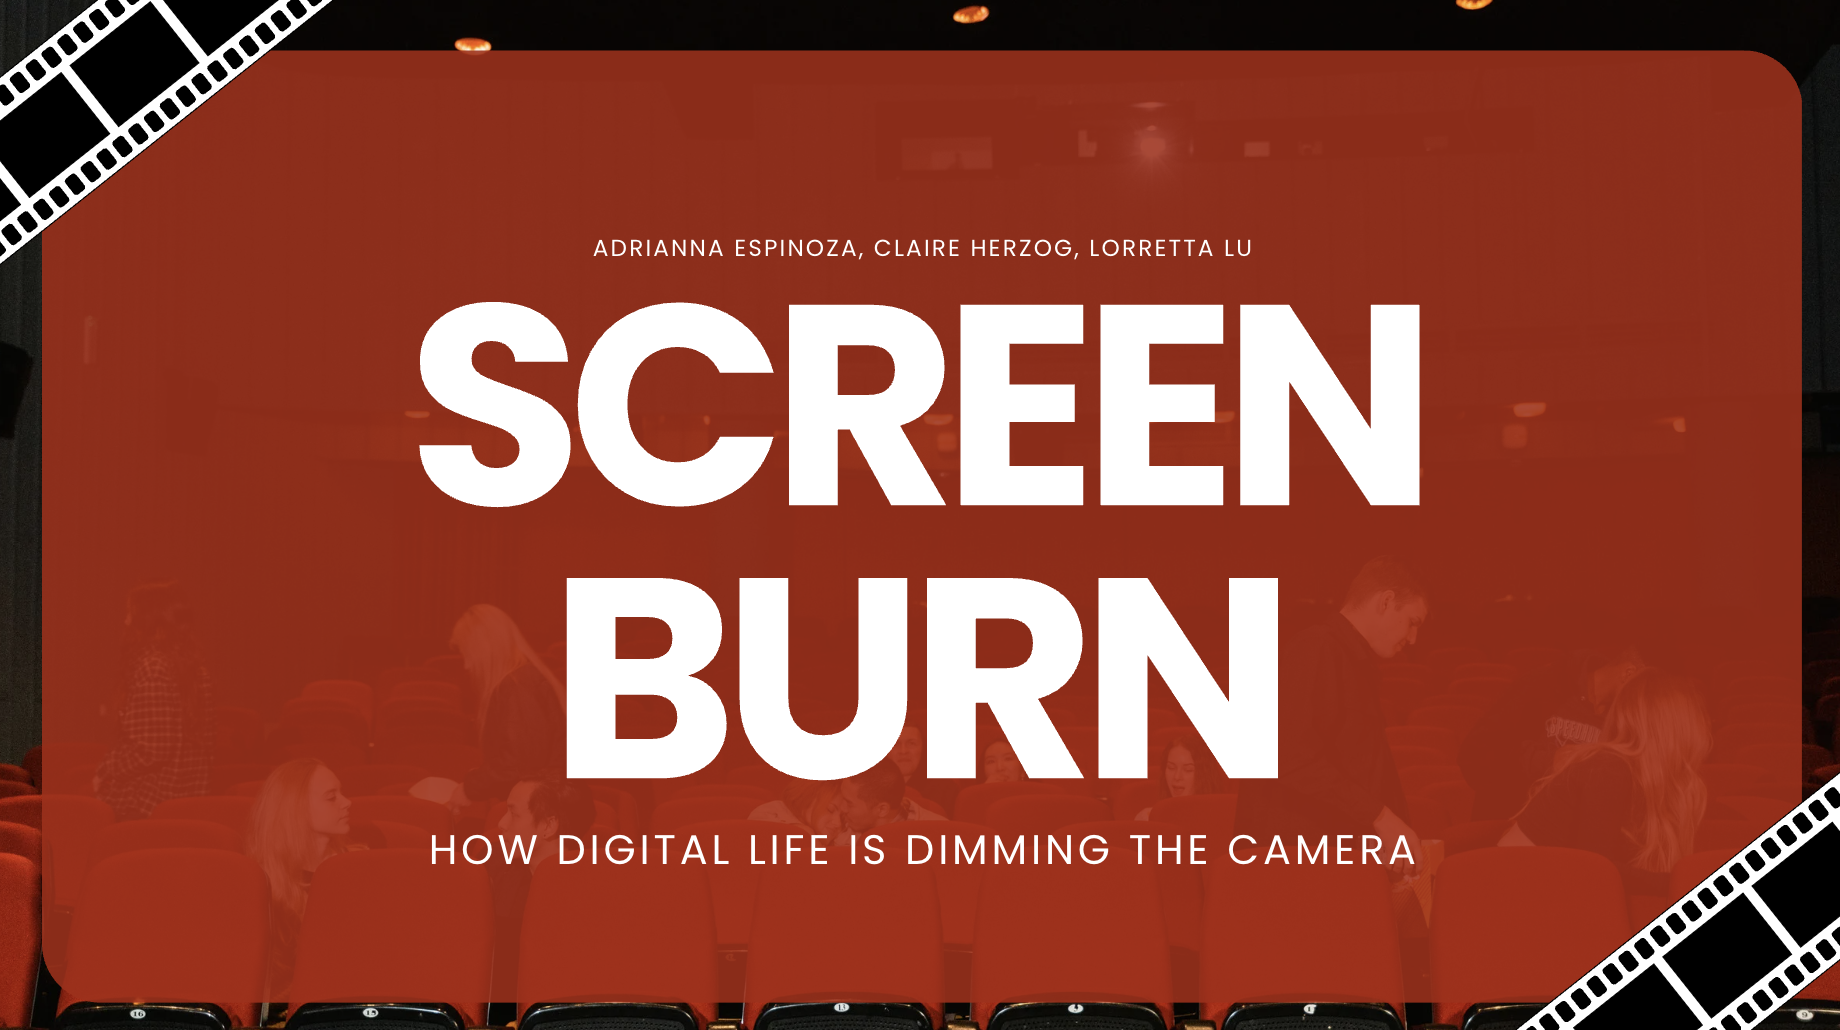 ADRIANNA ESPINOZA, CLAIRE HERZOG, LORRETTA LU
SCREEN
BURN
HOW DIGITAL LIFE IS DIMMING THE CAMERA